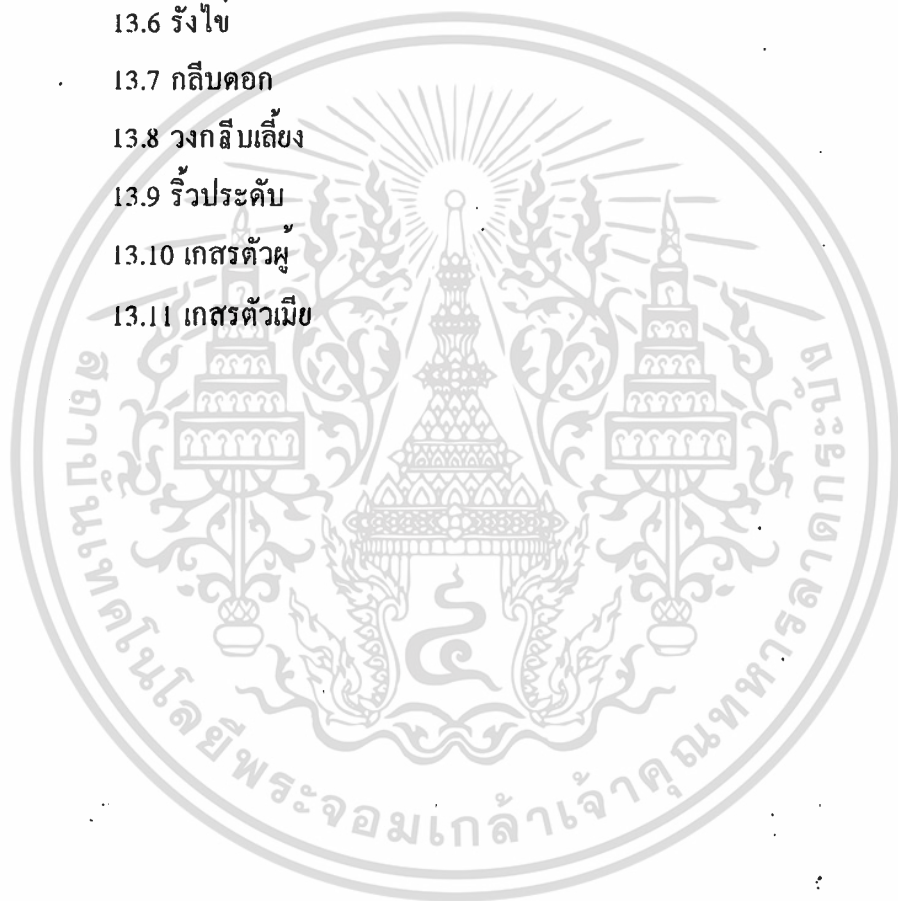 13.6 รังไข่
13.7 กลีบดอก
13.8 วงกลีบเลี้ยง
13.9 ริ้วประดับ
13.10 เกสรตัวผู้
13.11 เกสรตัวเมีย
สถาบันเทคโนโลยีพระจอมเกล้าเจ้าคุณทหารลาดกระบัง
๔